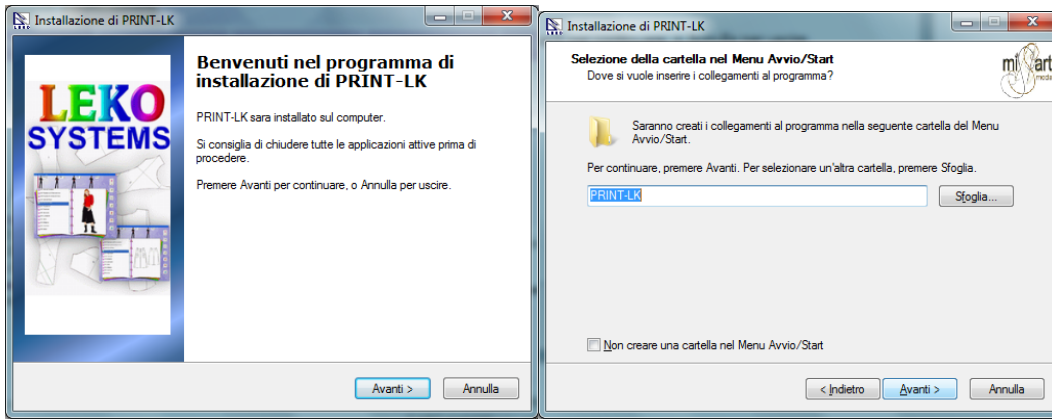 Installazione di PRINT-LK
LEKO
SYSTEMS
Benvenuti nel programma di
installazione di PRINT-LK
PRINT-LK sara installato sul computer.
Si consiglia di chiudere tutte le applicazioni attive prima di
procedere.
Premere Avanti per continuare, o Annulla per uscire.
Avanti >
Annulla
Installazione di PRINT-LK
Selezione della cartella nel Menu Avvio/Start
Dove si vuole inserire i collegamenti al programma?
Saranno creati i collegamenti al programma nella seguente cartella del Menu
Avvio/Start.
Per continuare, premere Avanti. Per selezionare un'altra cartella, premere Sfoglia.
PRINT-LK
Sfoglia...
Non creare una cartella nel Menu Avvio/Start
< Indietro
Avanti >
Annulla